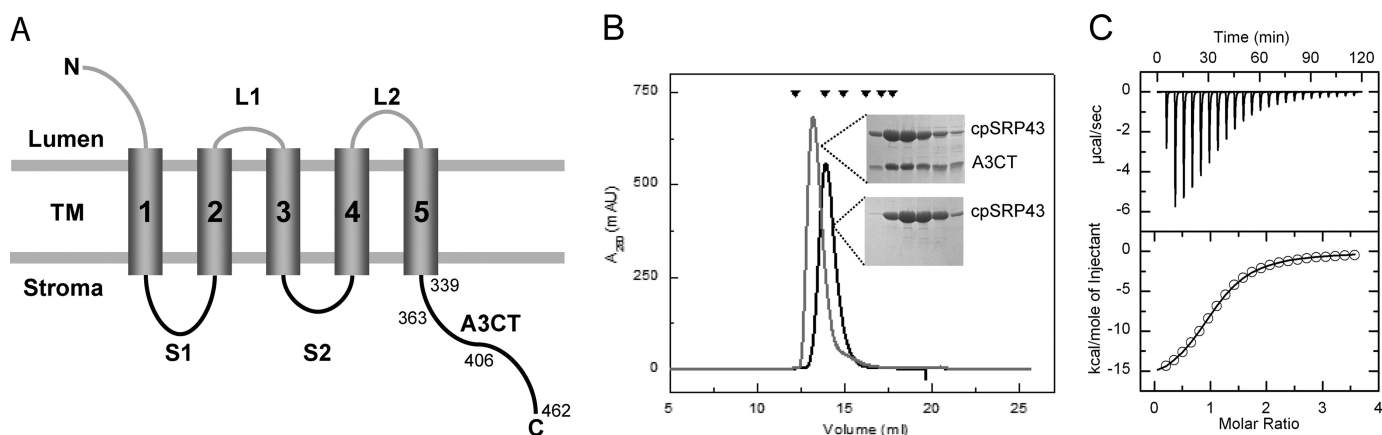 A
N
L1
L2
Lumen
TM
1 2 3 4 5
Stroma
339
363
A3CT
406
S1
S2
462
C
B
750
500
250
0
A280 (mAU)
cpSRP43
A3CT
cpSRP43
5 10 15 20 25
Volume (ml)
C
Time (min)
0 30 60 90 120
0
-2
-4
-6
µcal/sec
0
-5
-10
-15
kcal/mole of Injectant
0 1 2 3 4
Molar Ratio